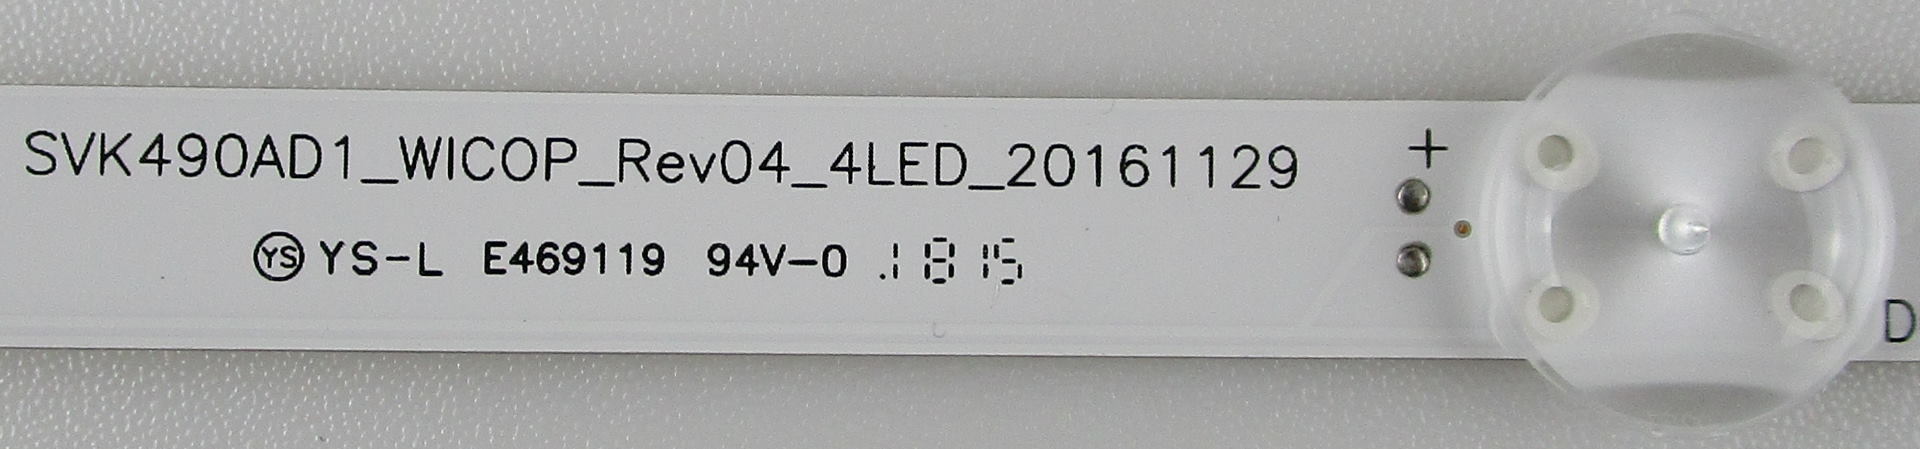 SVK490AD1_WICOP_Rev04_4LED_20161129 +
YS YS-L E469119 94V-0 .1815
D